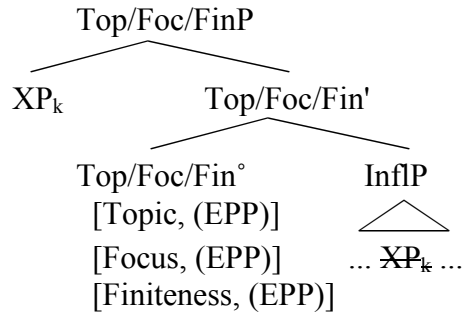 Top/Foc/FinP
XPₖ Top/Foc/Fin'
Top/Foc/Fin° InflP
[Topic, (EPP)]
[Focus, (EPP)] ... XPₖ ...
[Finiteness, (EPP)]